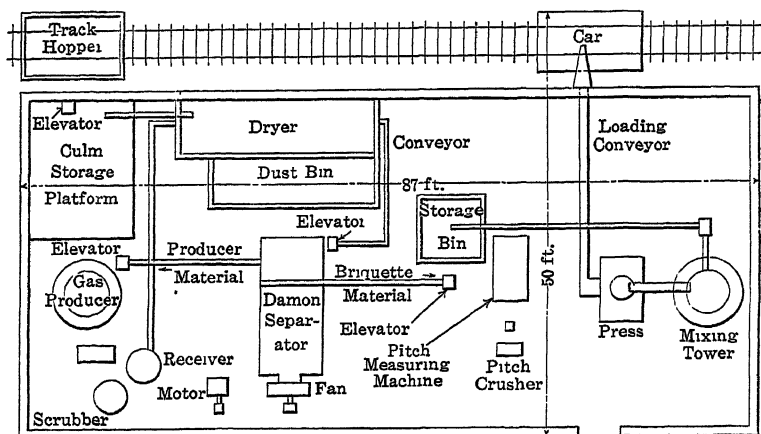 Track
Hopper
Car
Elevator
Culm
Storage
Platform
Dryer
Dust Bin
Conveyor
Loading
Conveyor
87 ft.
50 ft.
Elevator
Storage
Bin
Elevator
Producer
Material
Gas
Producer
Damon
Separ-
ator
Briquette
Material
Elevator
Pitch
Measuring
Machine
Pitch
Crusher
Press
Mixing
Tower
Receiver
Motor
Fan
Scrubber